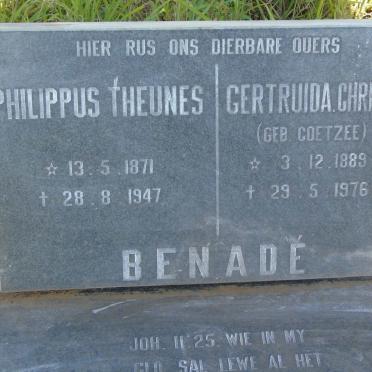 HIER RUS ONS DIERBARE OUERS
PHILIPPUS THEUNES
☆ 13. 5. 1871
✝ 28. 8. 1947
GERTRUIDA CHRI
(GEB. COETZEE)
☆ 3. 12. 1889
✝ 29. 5. 1976
BENADÉ
JOH. 11:25. WIE IN MY
GLO, SAL LEWE AL HET